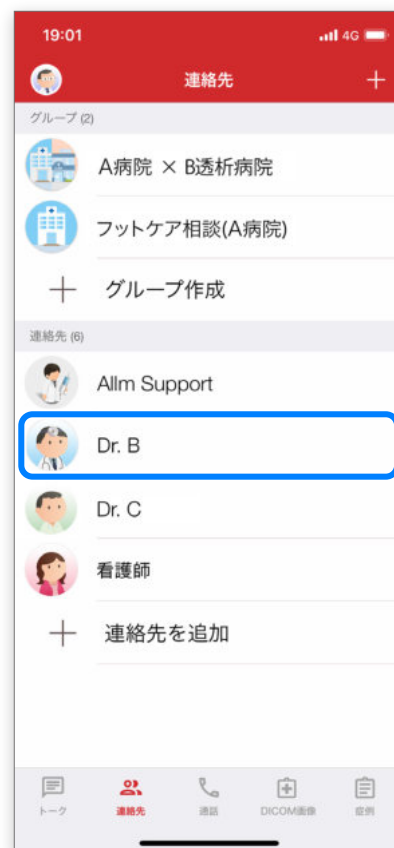 19:01 4G
連絡先 +
グループ (2)
A病院 × B透析病院
フットケア相談(A病院)
+ グループ作成
連絡先 (6)
Allm Support
Dr. B
Dr. C
看護師
+ 連絡先を追加
トーク 連絡先 通話 DICOM画像 症例